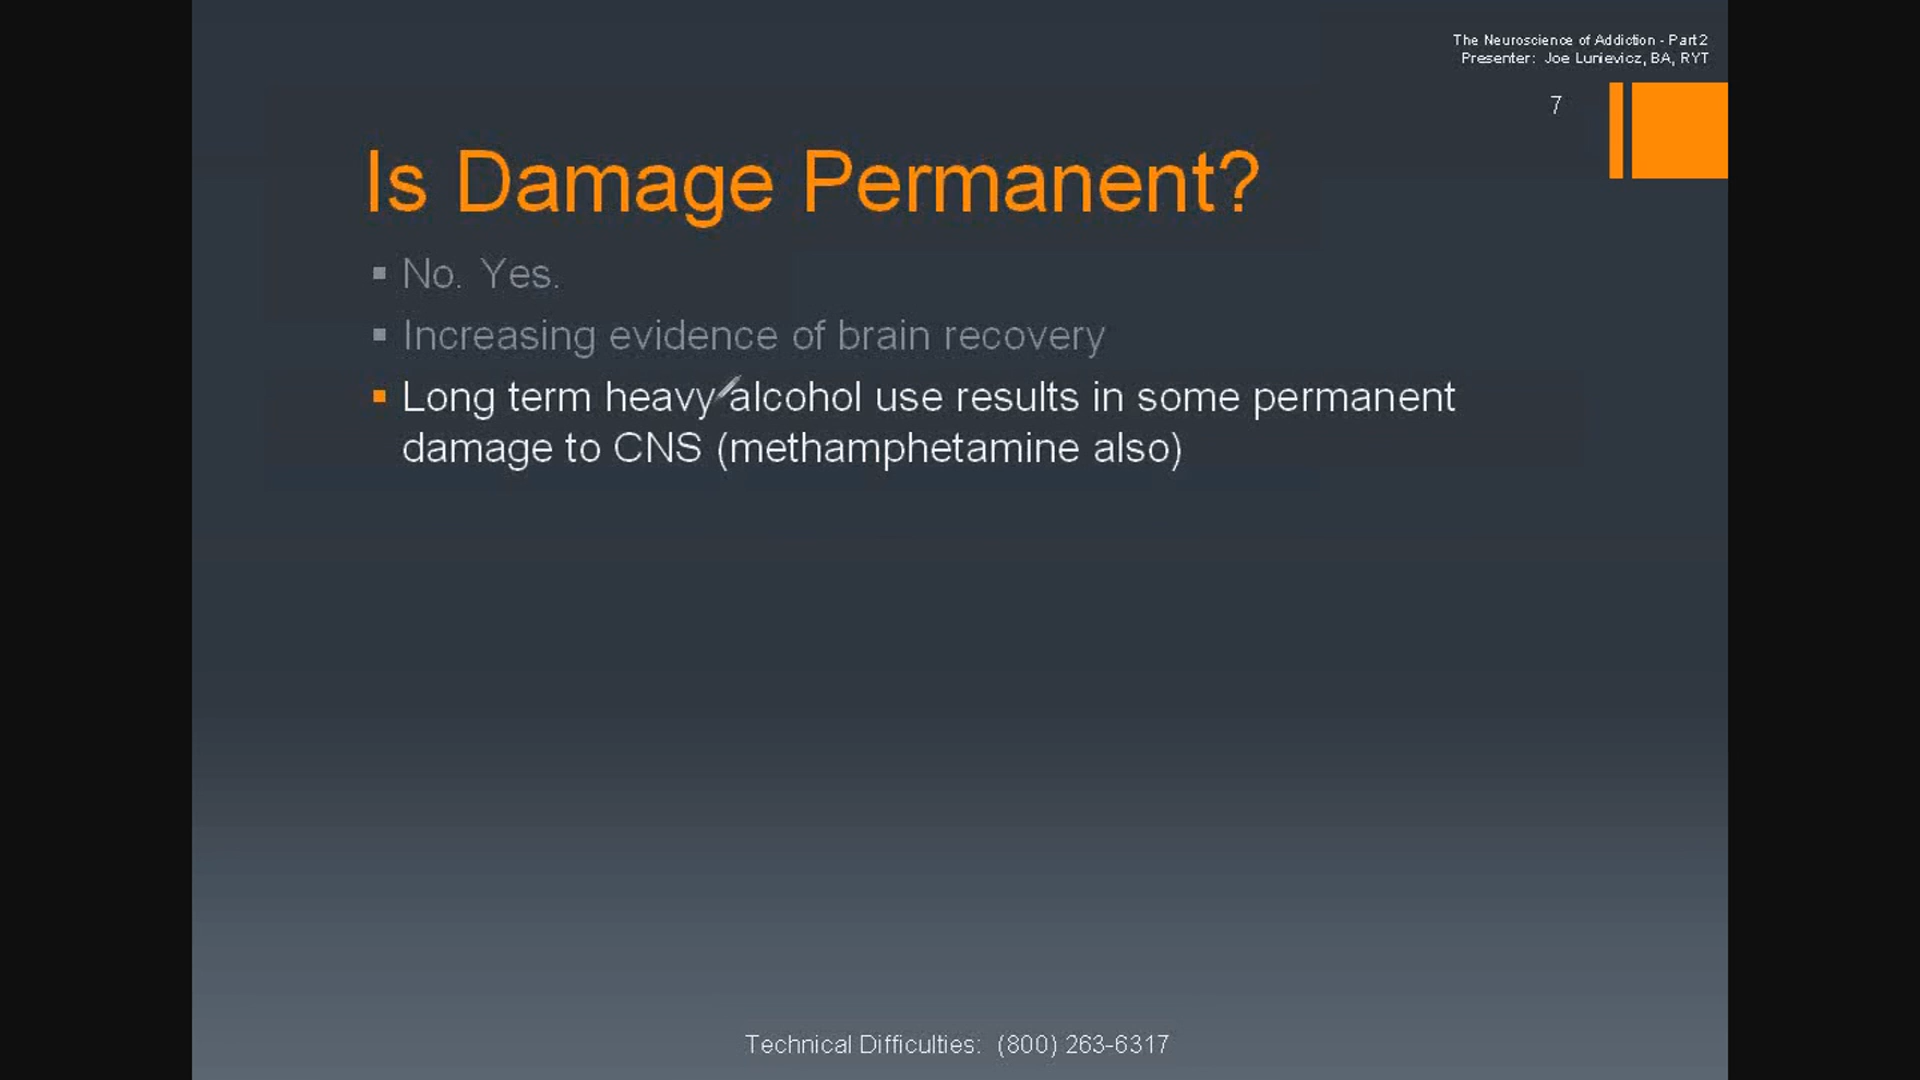 The Neuroscience of Addiction - Part 2
Presenter: Joe Lunievicz, BA, RYT
7
Is Damage Permanent?
No. Yes.
Increasing evidence of brain recovery
Long term heavy alcohol use results in some permanent
damage to CNS (methamphetamine also)
Technical Difficulties: (800) 263-6317